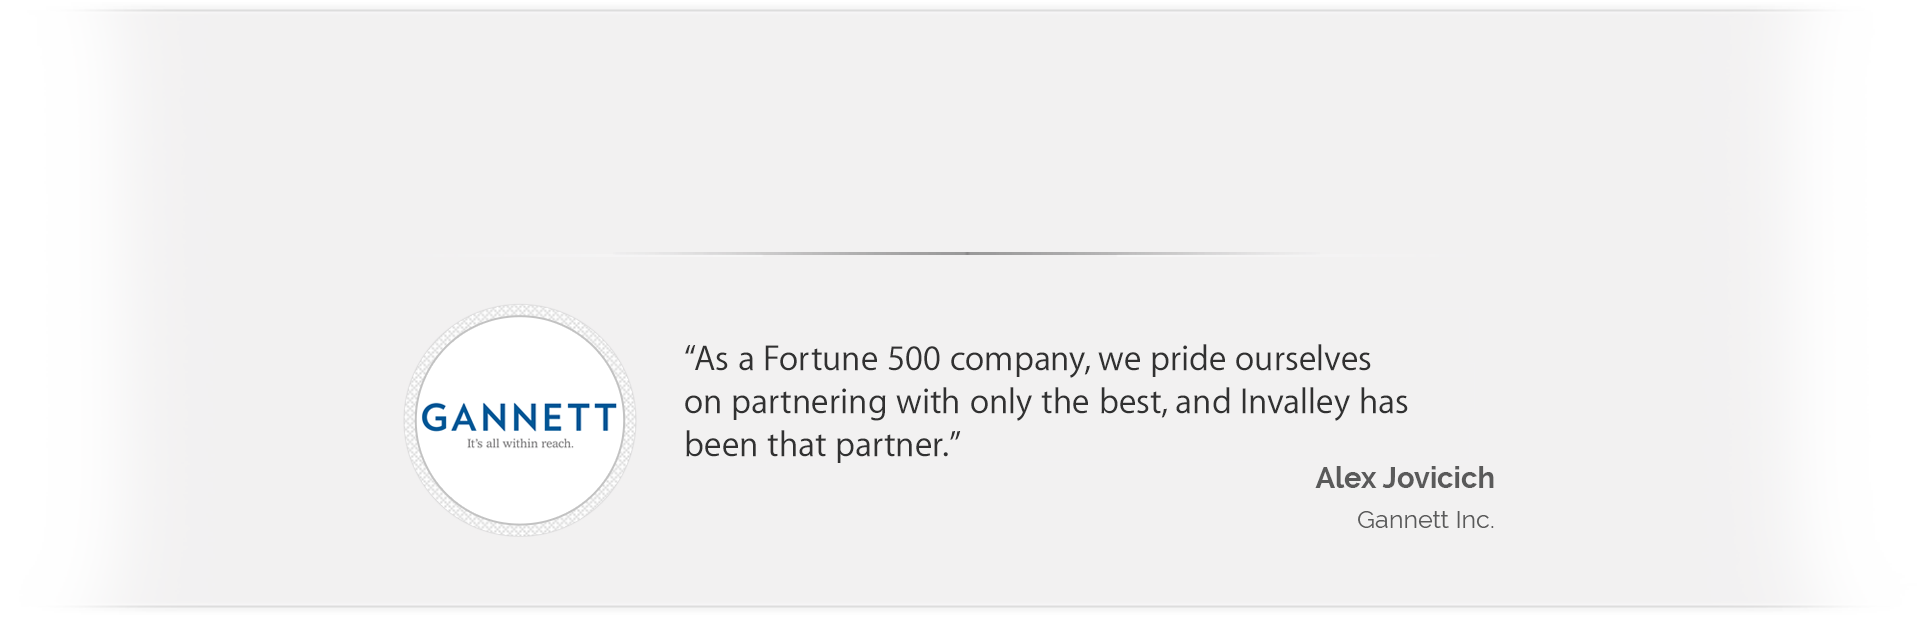 GANNETT
It's all within reach.
“As a Fortune 500 company, we pride ourselves
on partnering with only the best, and Invalley has
been that partner.”
Alex Jovicich
Gannett Inc.